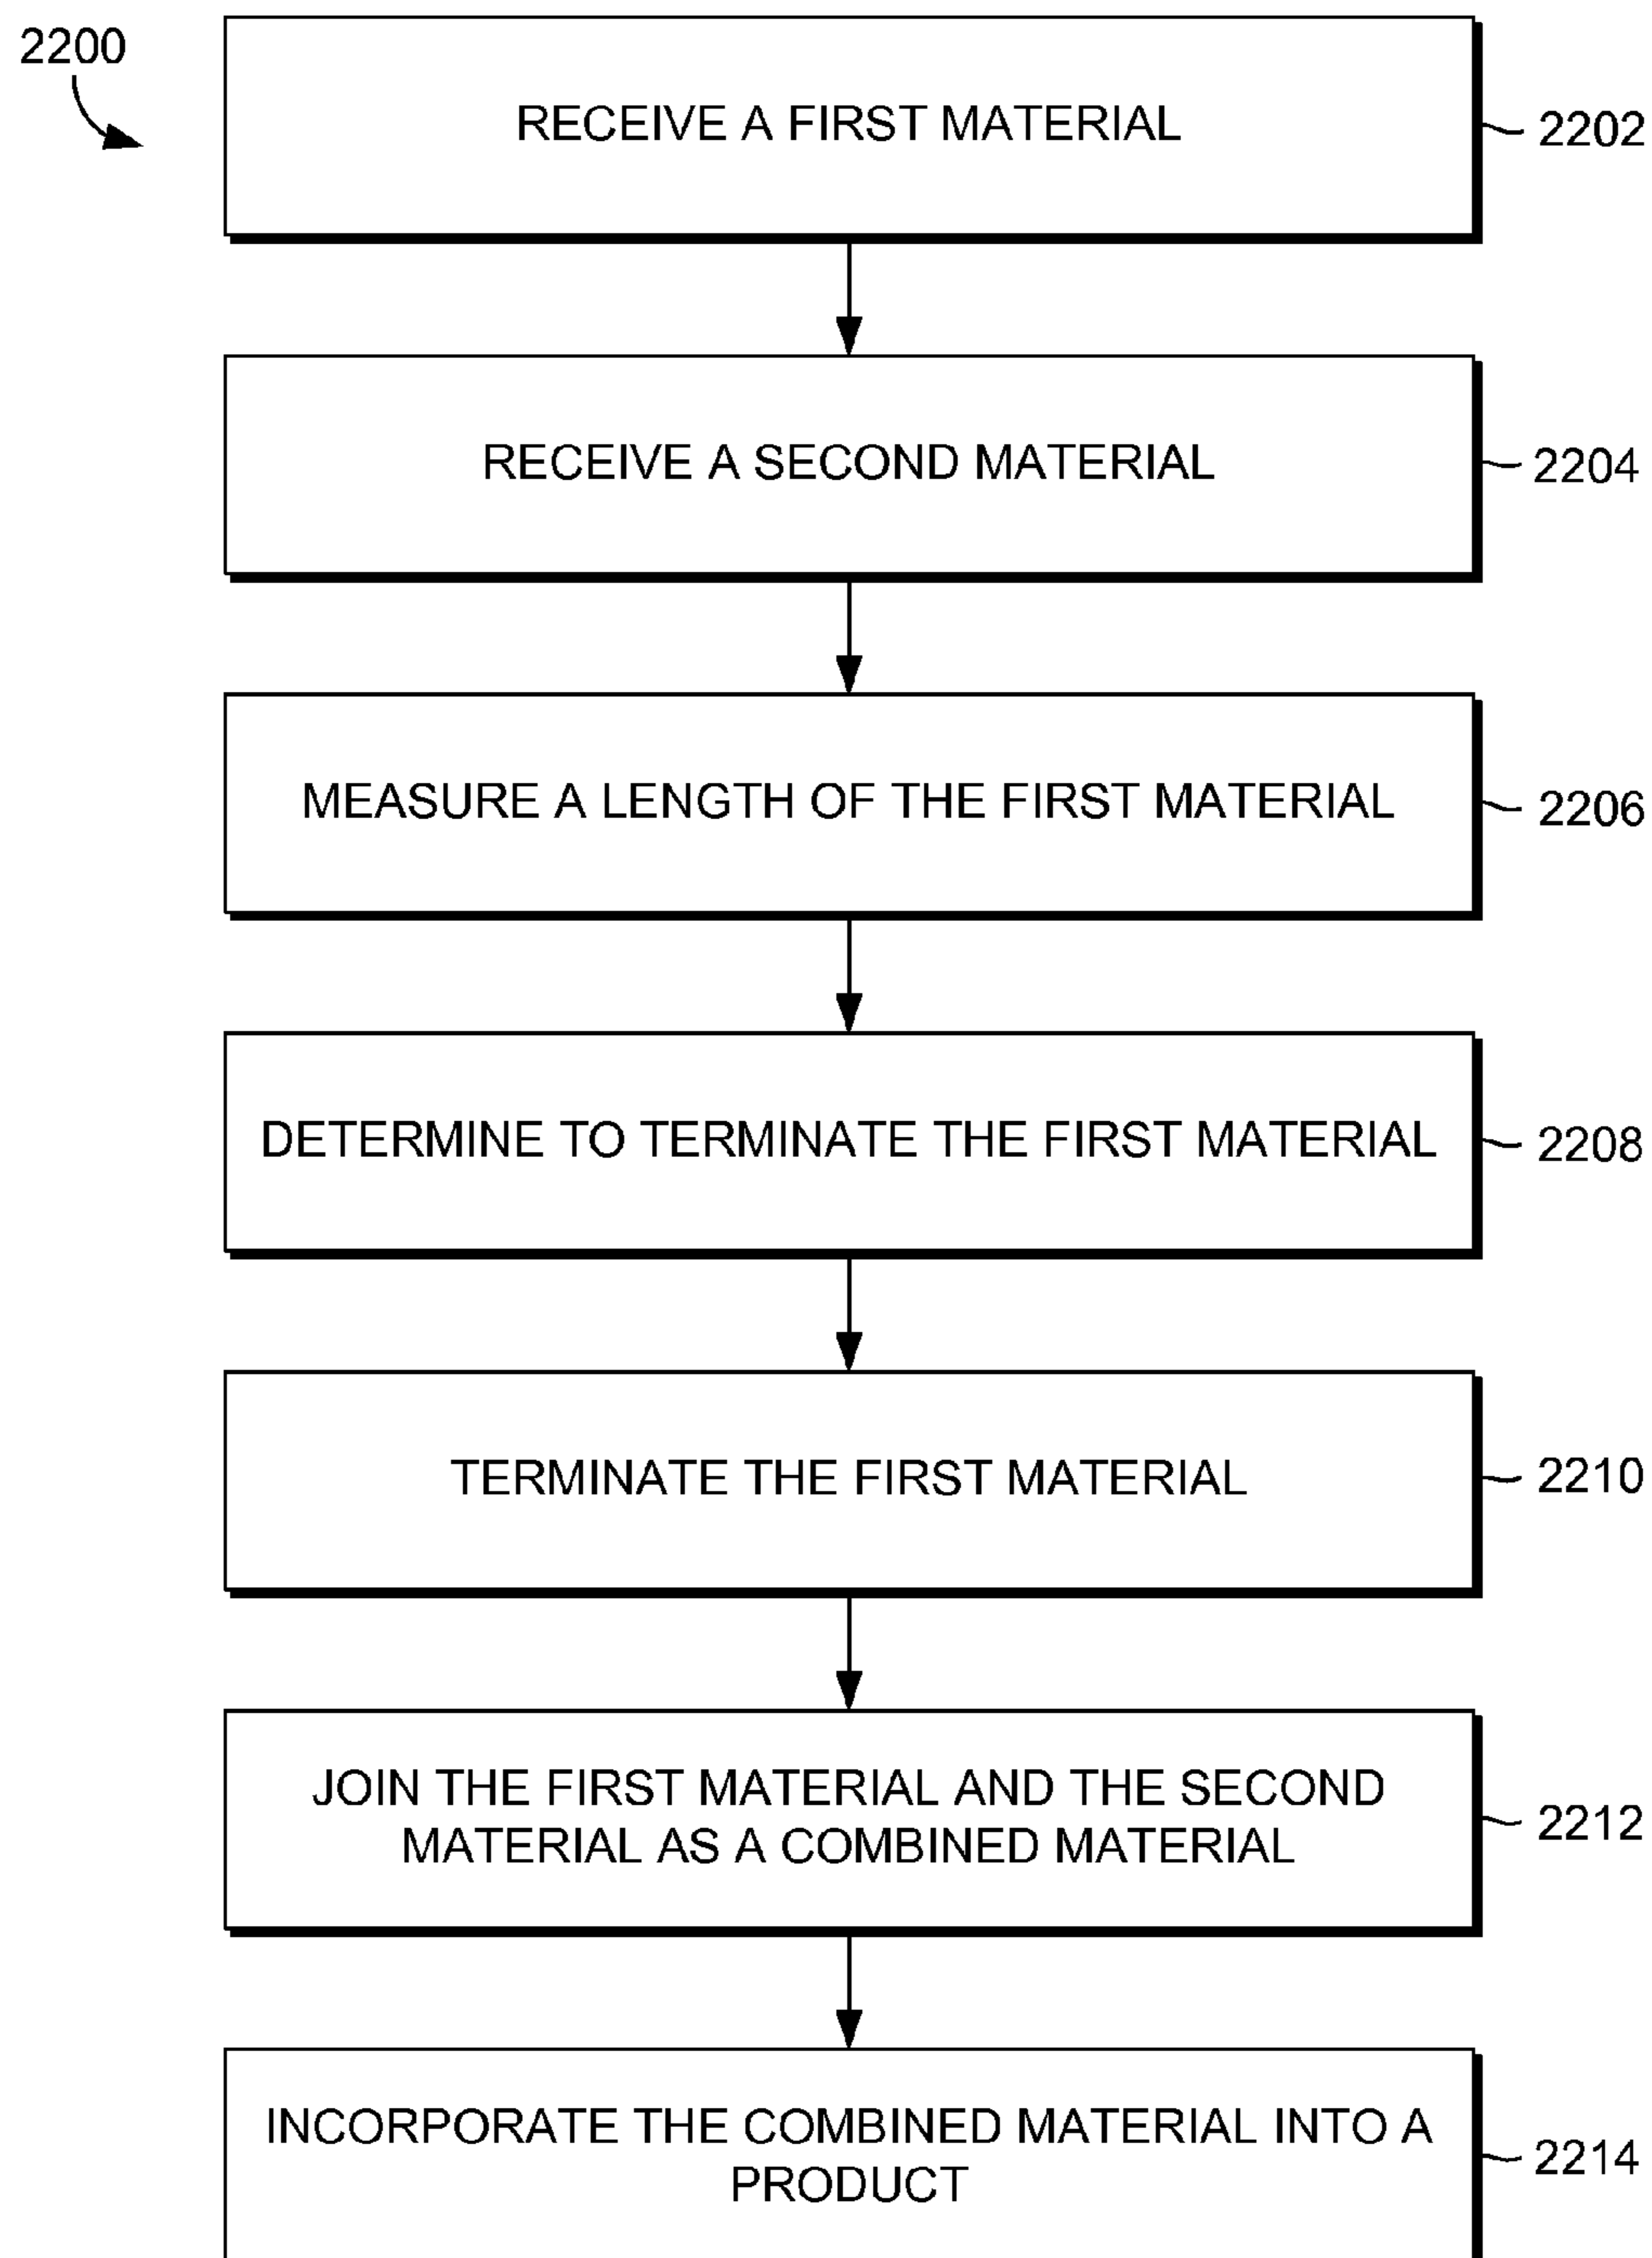 2200
RECEIVE A FIRST MATERIAL
2202
RECEIVE A SECOND MATERIAL
2204
MEASURE A LENGTH OF THE FIRST MATERIAL
2206
DETERMINE TO TERMINATE THE FIRST MATERIAL
2208
TERMINATE THE FIRST MATERIAL
2210
JOIN THE FIRST MATERIAL AND THE SECOND
MATERIAL AS A COMBINED MATERIAL
2212
INCORPORATE THE COMBINED MATERIAL INTO A
PRODUCT
2214